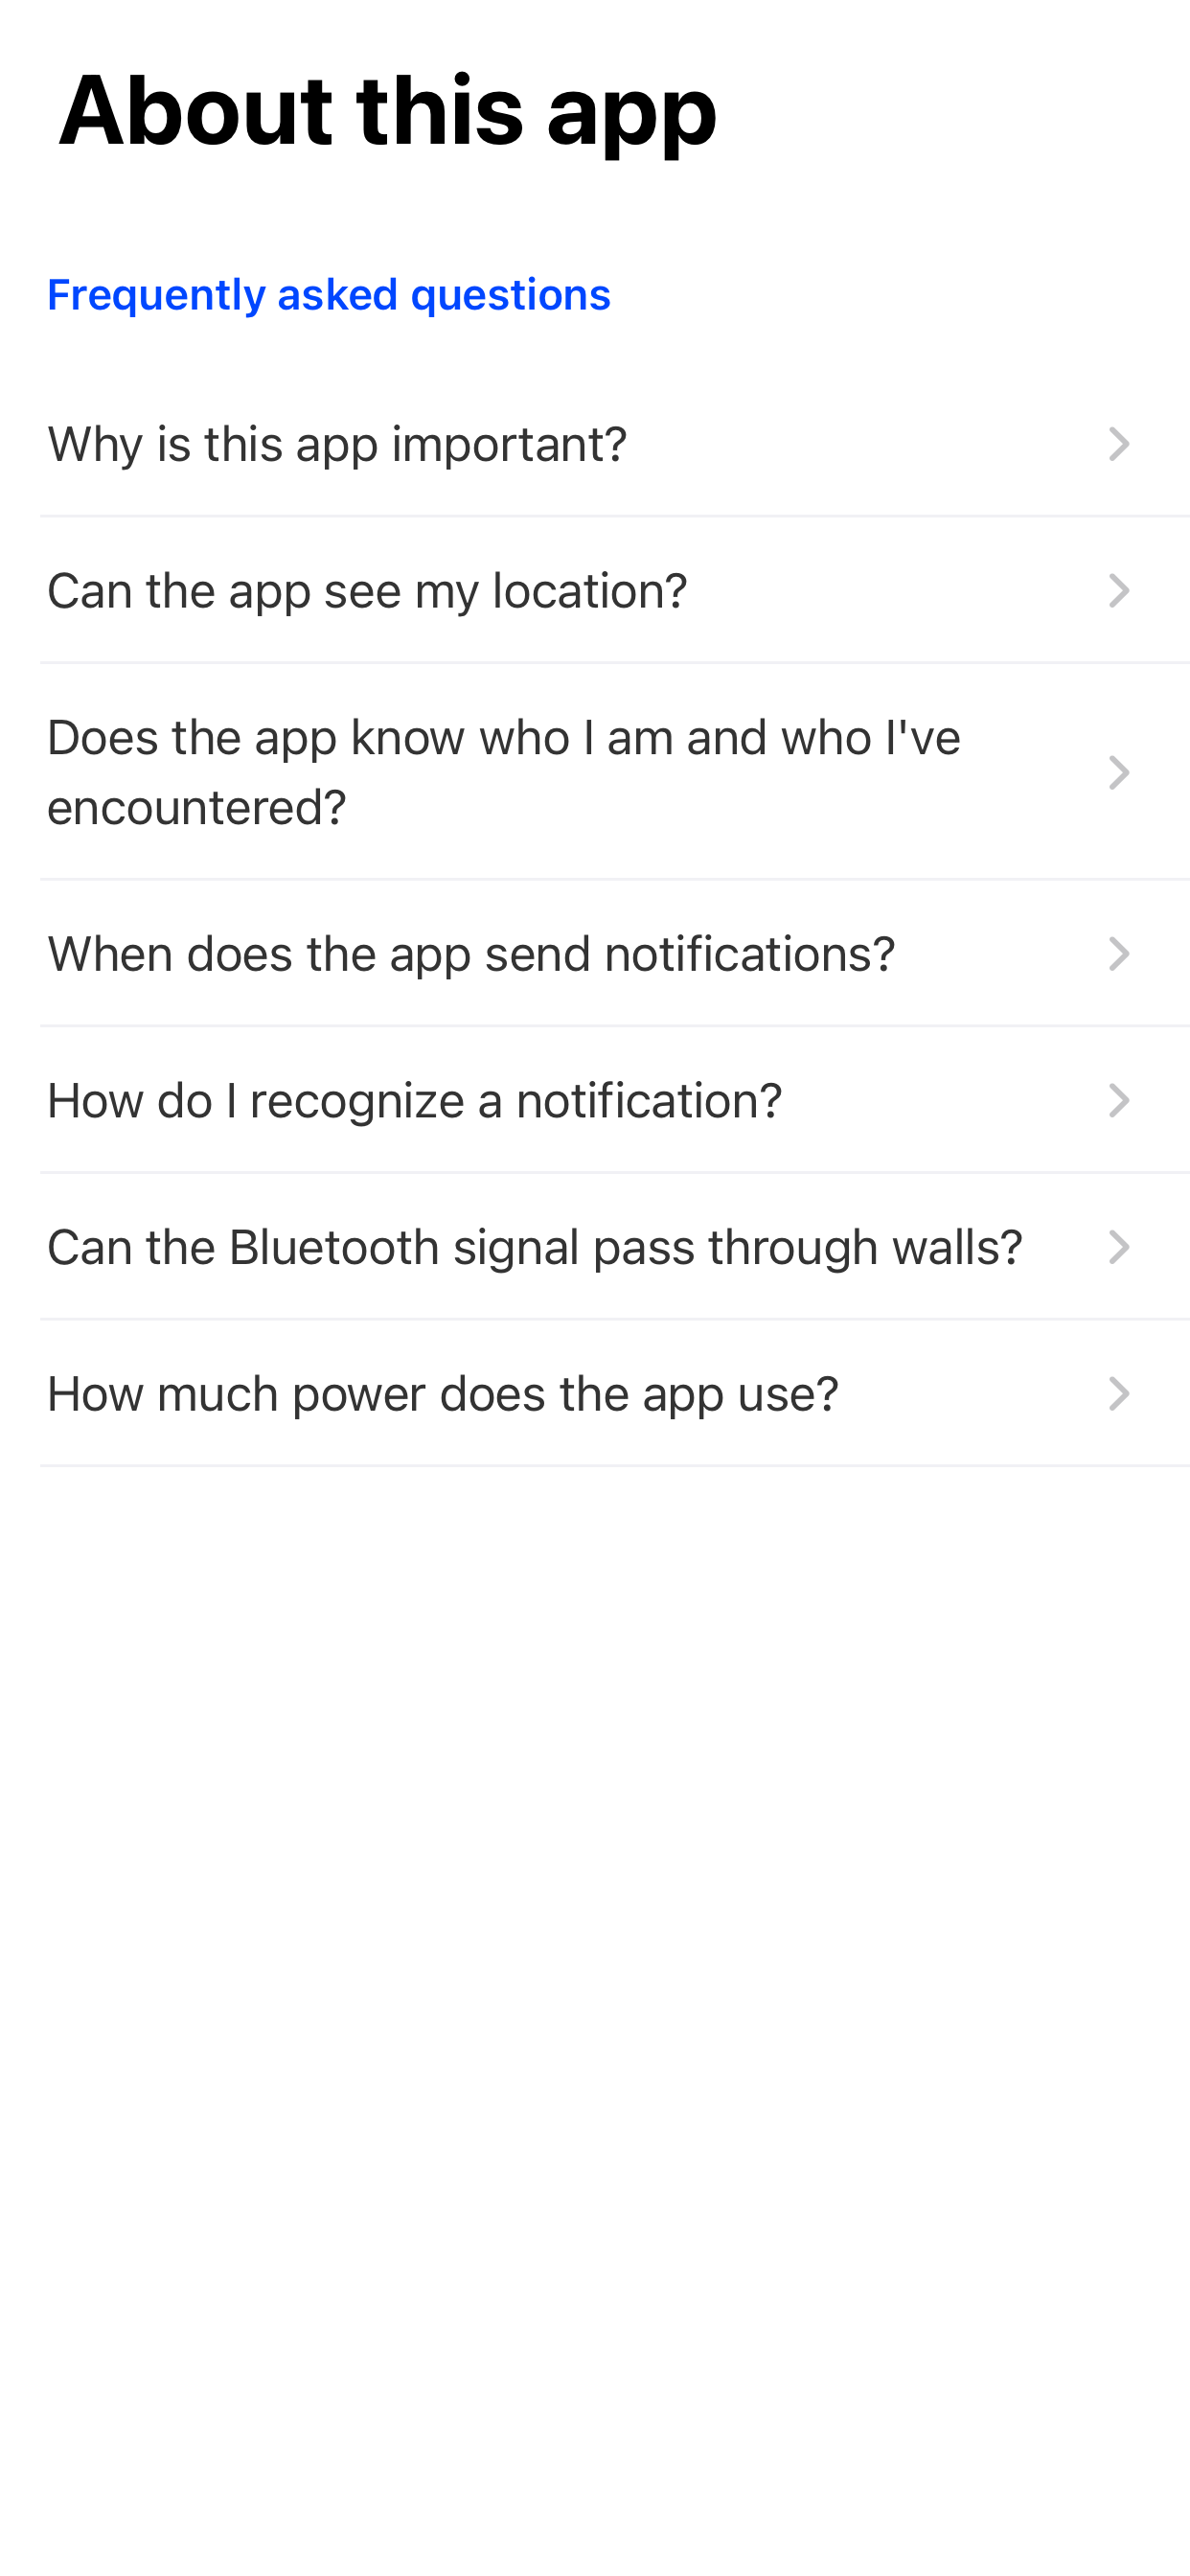 About this app
Frequently asked questions
Why is this app important?
Can the app see my location?
Does the app know who I am and who I've
encountered?
When does the app send notifications?
How do I recognize a notification?
Can the Bluetooth signal pass through walls?
How much power does the app use?